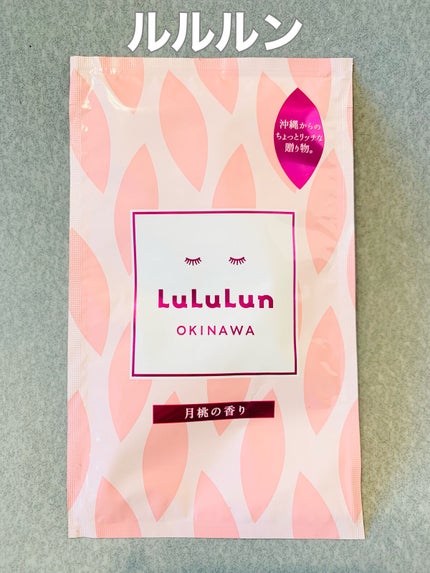 ルルルン
沖縄からの
ちょっとリッチな
贈り物。
LuLuLun
OKINAWA
月桃の香り